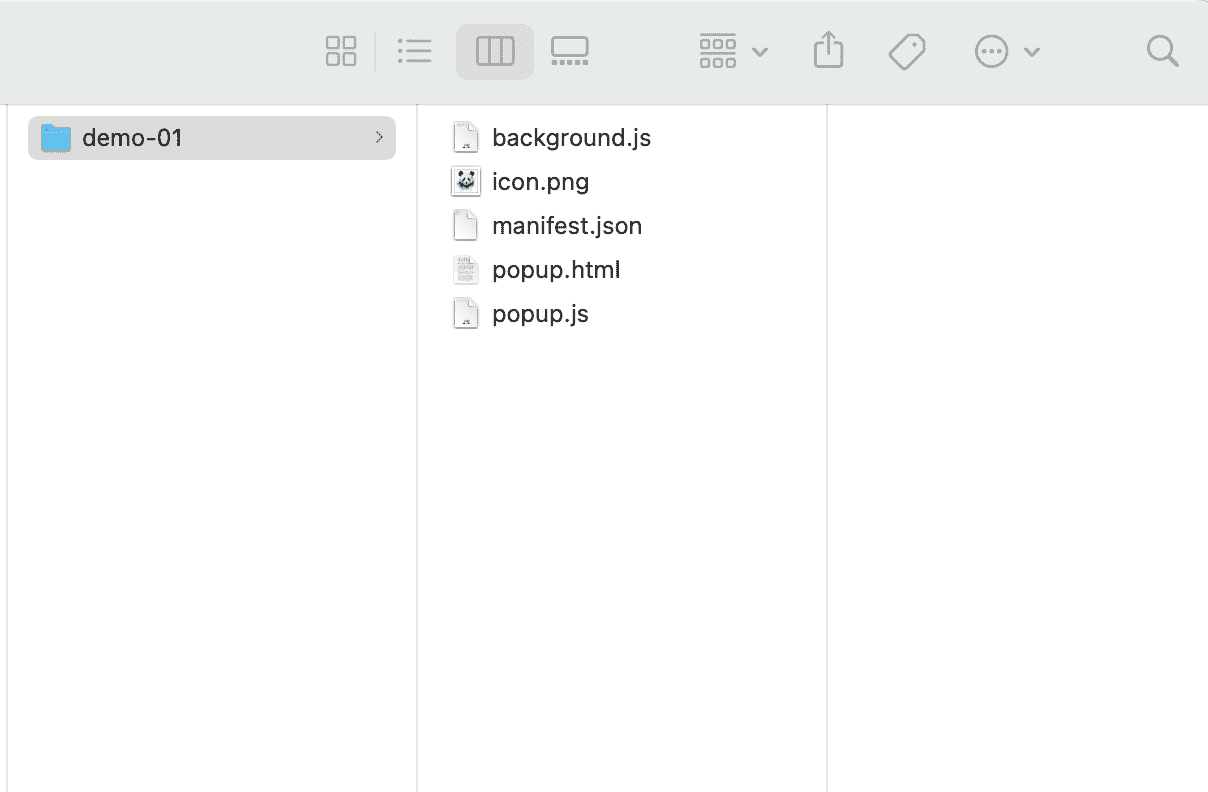 demo-01
background.js
icon.png
manifest.json
popup.html
popup.js